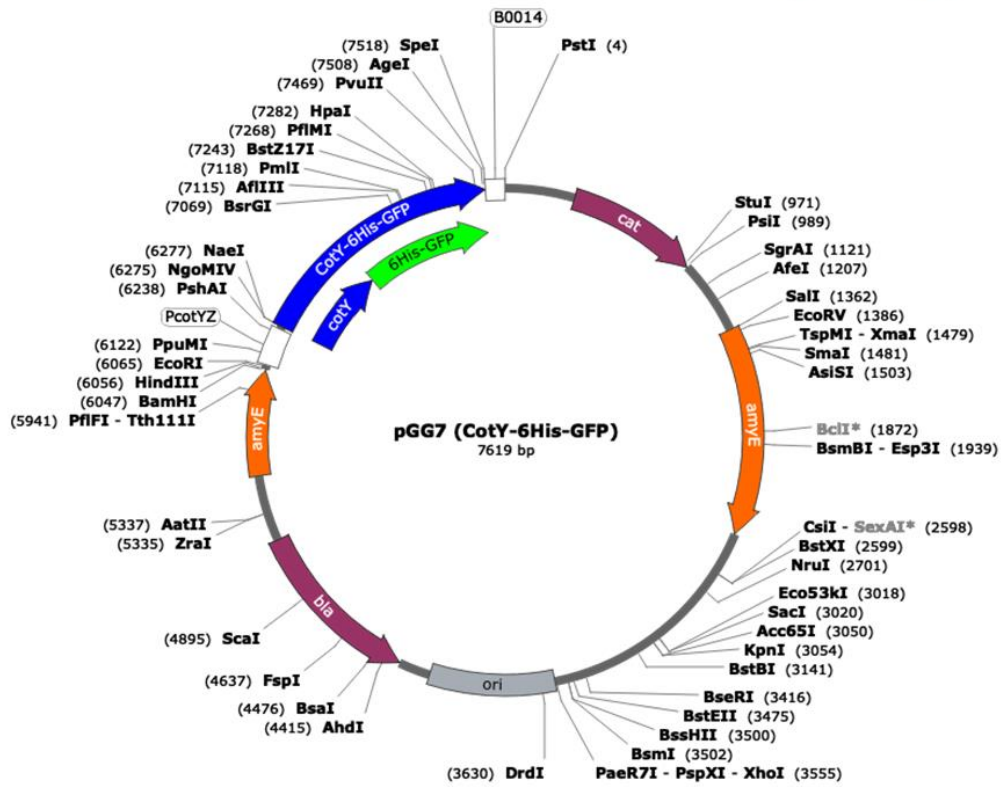 B0014
(7518) SpeI
(7508) AgeI
(7469) PvuII
(7282) HpaI
(7268) PflMI
(7243) BstZ17I
(7118) PmlI
(7115) AflIII
(7069) BsrGI
(6277) NaeI
(6275) NgoMIV
(6238) PshAI
PcotYZ
(6122) PpuMI
(6065) EcoRI
(6056) HindIII
(6047) BamHI
(5941) PflFI - Tth111I
(5337) AatII
(5335) ZraI
(4895) ScaI
(4637) FspI
(4476) BsaI
(4415) AhdI
(3630) DrdI
PstI (4)
StuI (971)
PsiI (989)
SgrAI (1121)
AfeI (1207)
SalI (1362)
EcoRV (1386)
TspMI - XmaI (1479)
SmaI (1481)
AsiSI (1503)
BclI* (1872)
BsmBI - Esp3I (1939)
CsiI - SexAI* (2598)
BstXI (2599)
NruI (2701)
Eco53kI (3018)
SacI (3020)
Acc65I (3050)
KpnI (3054)
BstBI (3141)
BseRI (3416)
BstEII (3475)
BssHII (3500)
BsmI (3502)
PaeR7I - PspXI - XhoI (3555)
CotY-6His-GFP
6His-GFP
cotY
cat
amyE
amyE
bla
ori
pGG7 (CotY-6His-GFP)
7619 bp